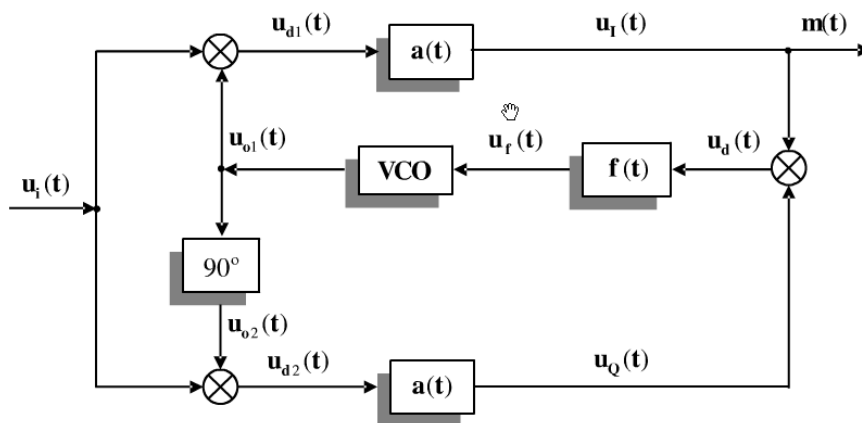 u_d1(t) a(t) u_I(t) m(t)
u_o1(t) VCO u_f(t) f(t) u_d(t)
u_i(t)
90°
u_o2(t)
u_d2(t) a(t) u_Q(t)